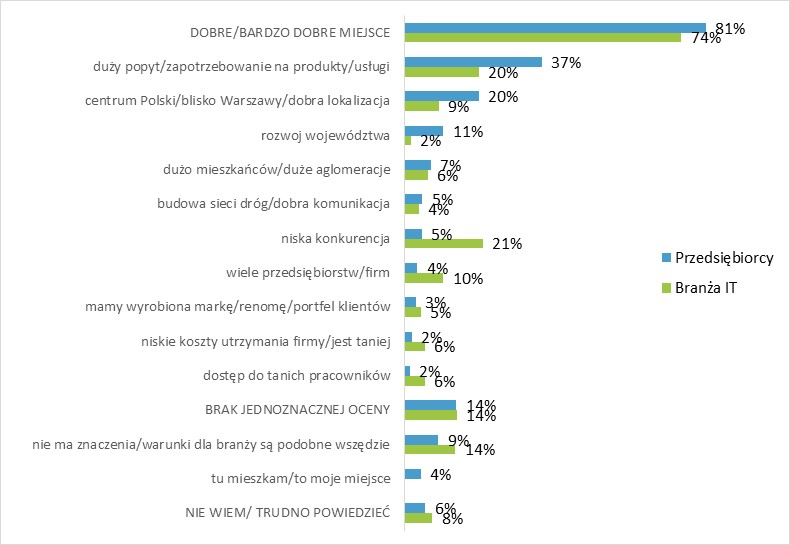 DOBRE/BARDZO DOBRE MIEJSCE 81% 74%
duży popyt/zapotrzebowanie na produkty/usługi 37% 20%
centrum Polski/blisko Warszawy/dobra lokalizacja 20% 9%
rozwoj województwa 11% 2%
dużo mieszkańców/duże aglomeracje 7% 6%
budowa sieci dróg/dobra komunikacja 5% 4%
niska konkurencja 5% 21%
wiele przedsiębiorstw/firm 4% 10%
mamy wyrobiona markę/renomę/portfel klientów 3% 5%
niskie koszty utrzymania firmy/jest taniej 2% 6%
dostęp do tanich pracowników 2% 6%
BRAK JEDNOZNACZNEJ OCENY 14% 14%
nie ma znaczenia/warunki dla branży są podobne wszędzie 9% 14%
tu mieszkam/to moje miejsce 4%
NIE WIEM/ TRUDNO POWIEDZIEĆ 6% 8%
Przedsiębiorcy
Branża IT